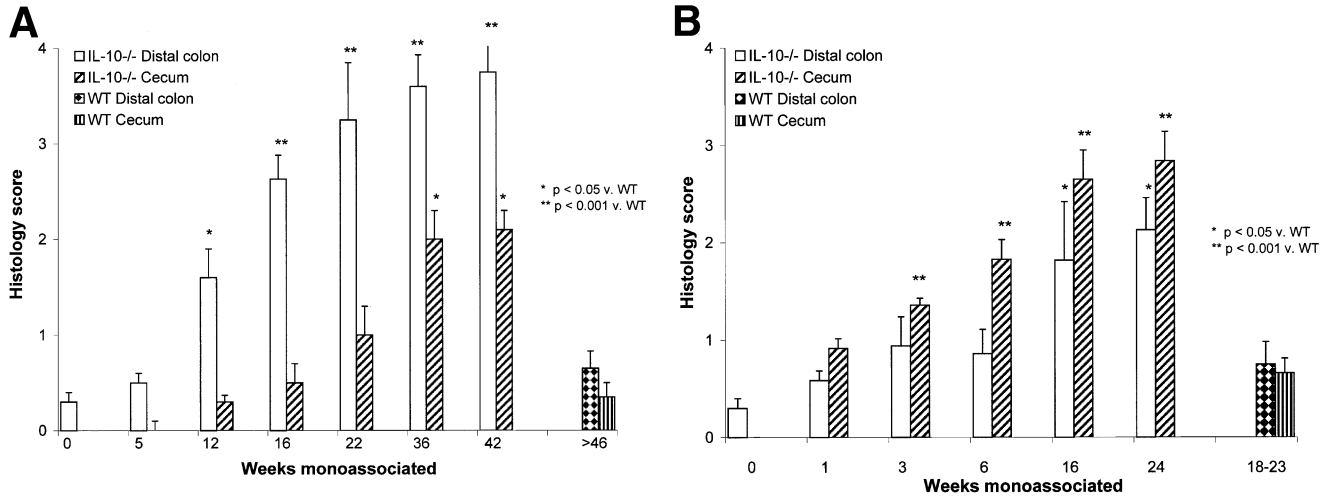 A
IL-10-/- Distal colon
IL-10-/- Cecum
WT Distal colon
WT Cecum
Histology score
4
3
2
1
0
*
**
**
**
*
**
*
* p < 0.05 v. WT
** p < 0.001 v. WT
0 5 12 16 22 36 42 >46
Weeks monoassociated
B
IL-10-/- Distal colon
IL-10-/- Cecum
WT Distal colon
WT Cecum
Histology score
4
3
2
1
0
**
**
*
**
*
**
* p < 0.05 v. WT
** p < 0.001 v. WT
0 1 3 6 16 24 18-23
Weeks monoassociated